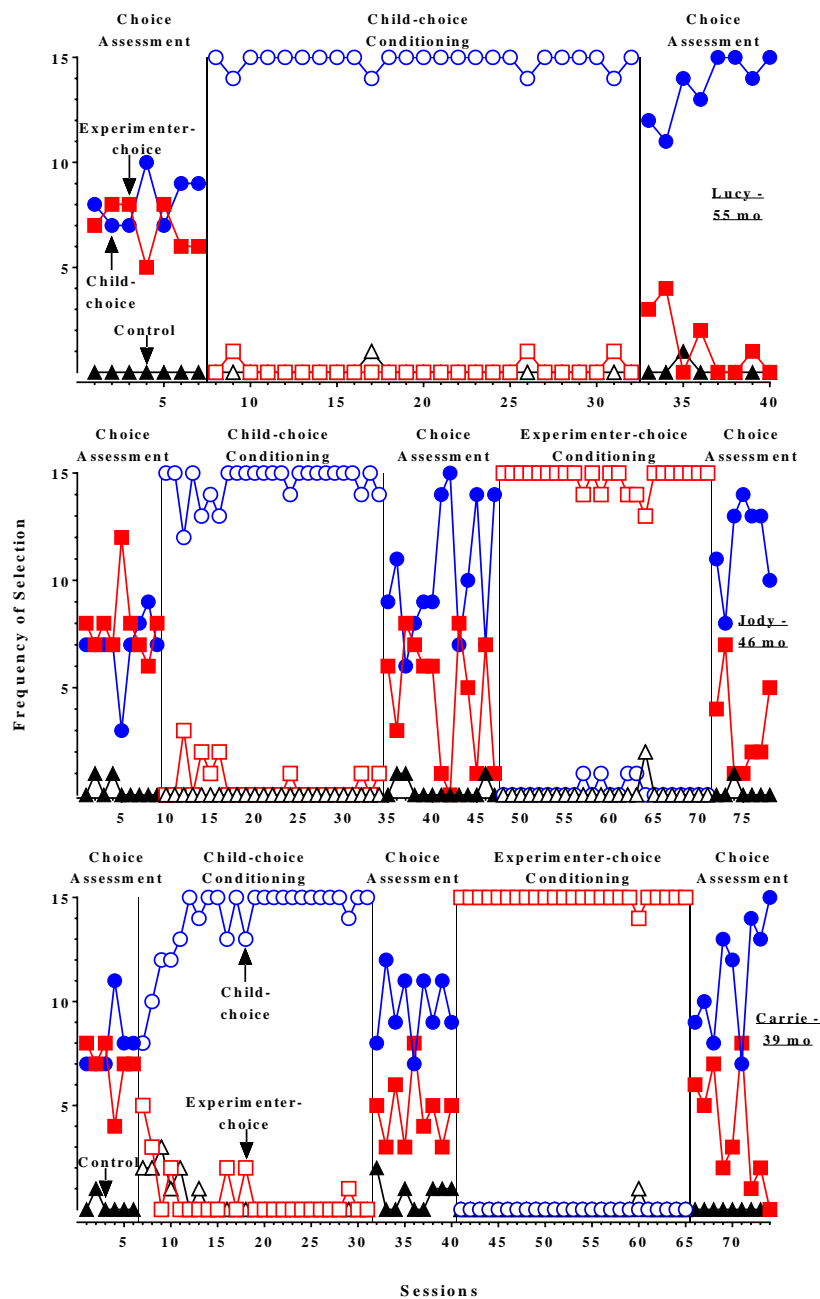 Choice Assessment
Child-choice Conditioning
Choice Assessment
15
10
5
Experimenter-choice
Child-choice
Control
Lucy -
55 mo
5 10 15 20 25 30 35 40
Choice Assessment
Child-choice Conditioning
Choice Assessment
Experimenter-choice Conditioning
Choice Assessment
15
10
5
Jody -
46 mo
5 10 15 20 25 30 35 40 45 50 55 60 65 70 75
Frequency of Selection
Choice Assessment
Child-choice Conditioning
Choice Assessment
Experimenter-choice Conditioning
Choice Assessment
15
10
5
Child-choice
Experimenter-choice
Control
Carrie -
39 mo
5 10 15 20 25 30 35 40 45 50 55 60 65 70
Sessions